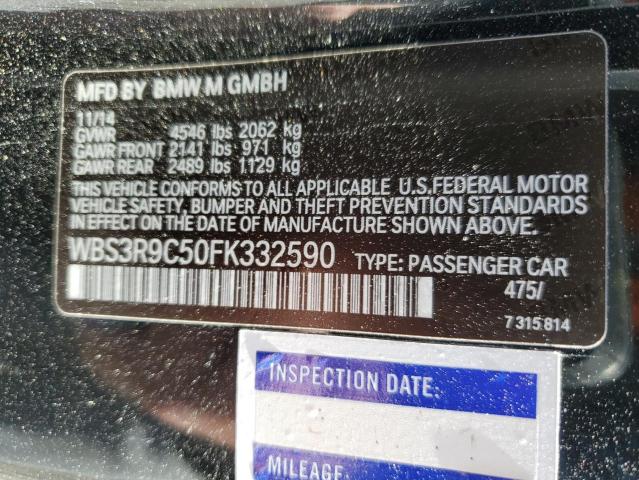 MFD BY BMW M GMBH
11/14
GVWR 4546 lbs 2062 kg
GAWR FRONT 2141 lbs 971 kg
GAWR REAR 2489 lbs 1129 kg
THIS VEHICLE CONFORMS TO ALL APPLICABLE U.S.FEDERAL MOTOR
VEHICLE SAFETY, BUMPER AND THEFT PREVENTION STANDARDS
IN EFFECT ON THE DATE OF MANUFACTURE SHOWN ABOVE.
WBS3R9C50FK332590 TYPE: PASSENGER CAR
475/
7 315 814
INSPECTION DATE:
MILEAGE: